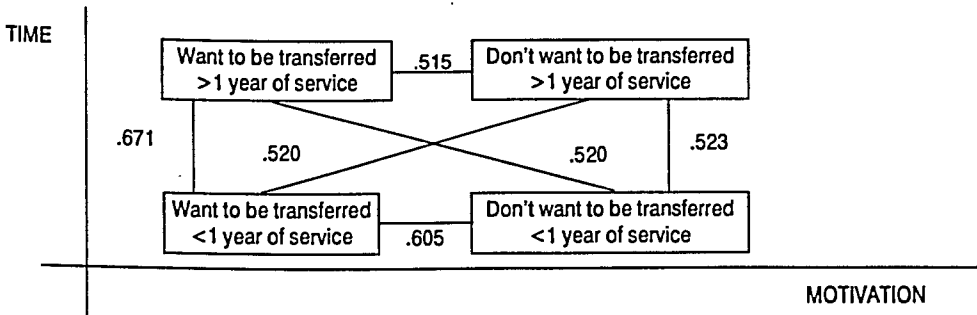 TIME
Want to be transferred
>1 year of service
.515
Don't want to be transferred
>1 year of service
.671
.520
.520
.523
Want to be transferred
<1 year of service
.605
Don't want to be transferred
<1 year of service
MOTIVATION